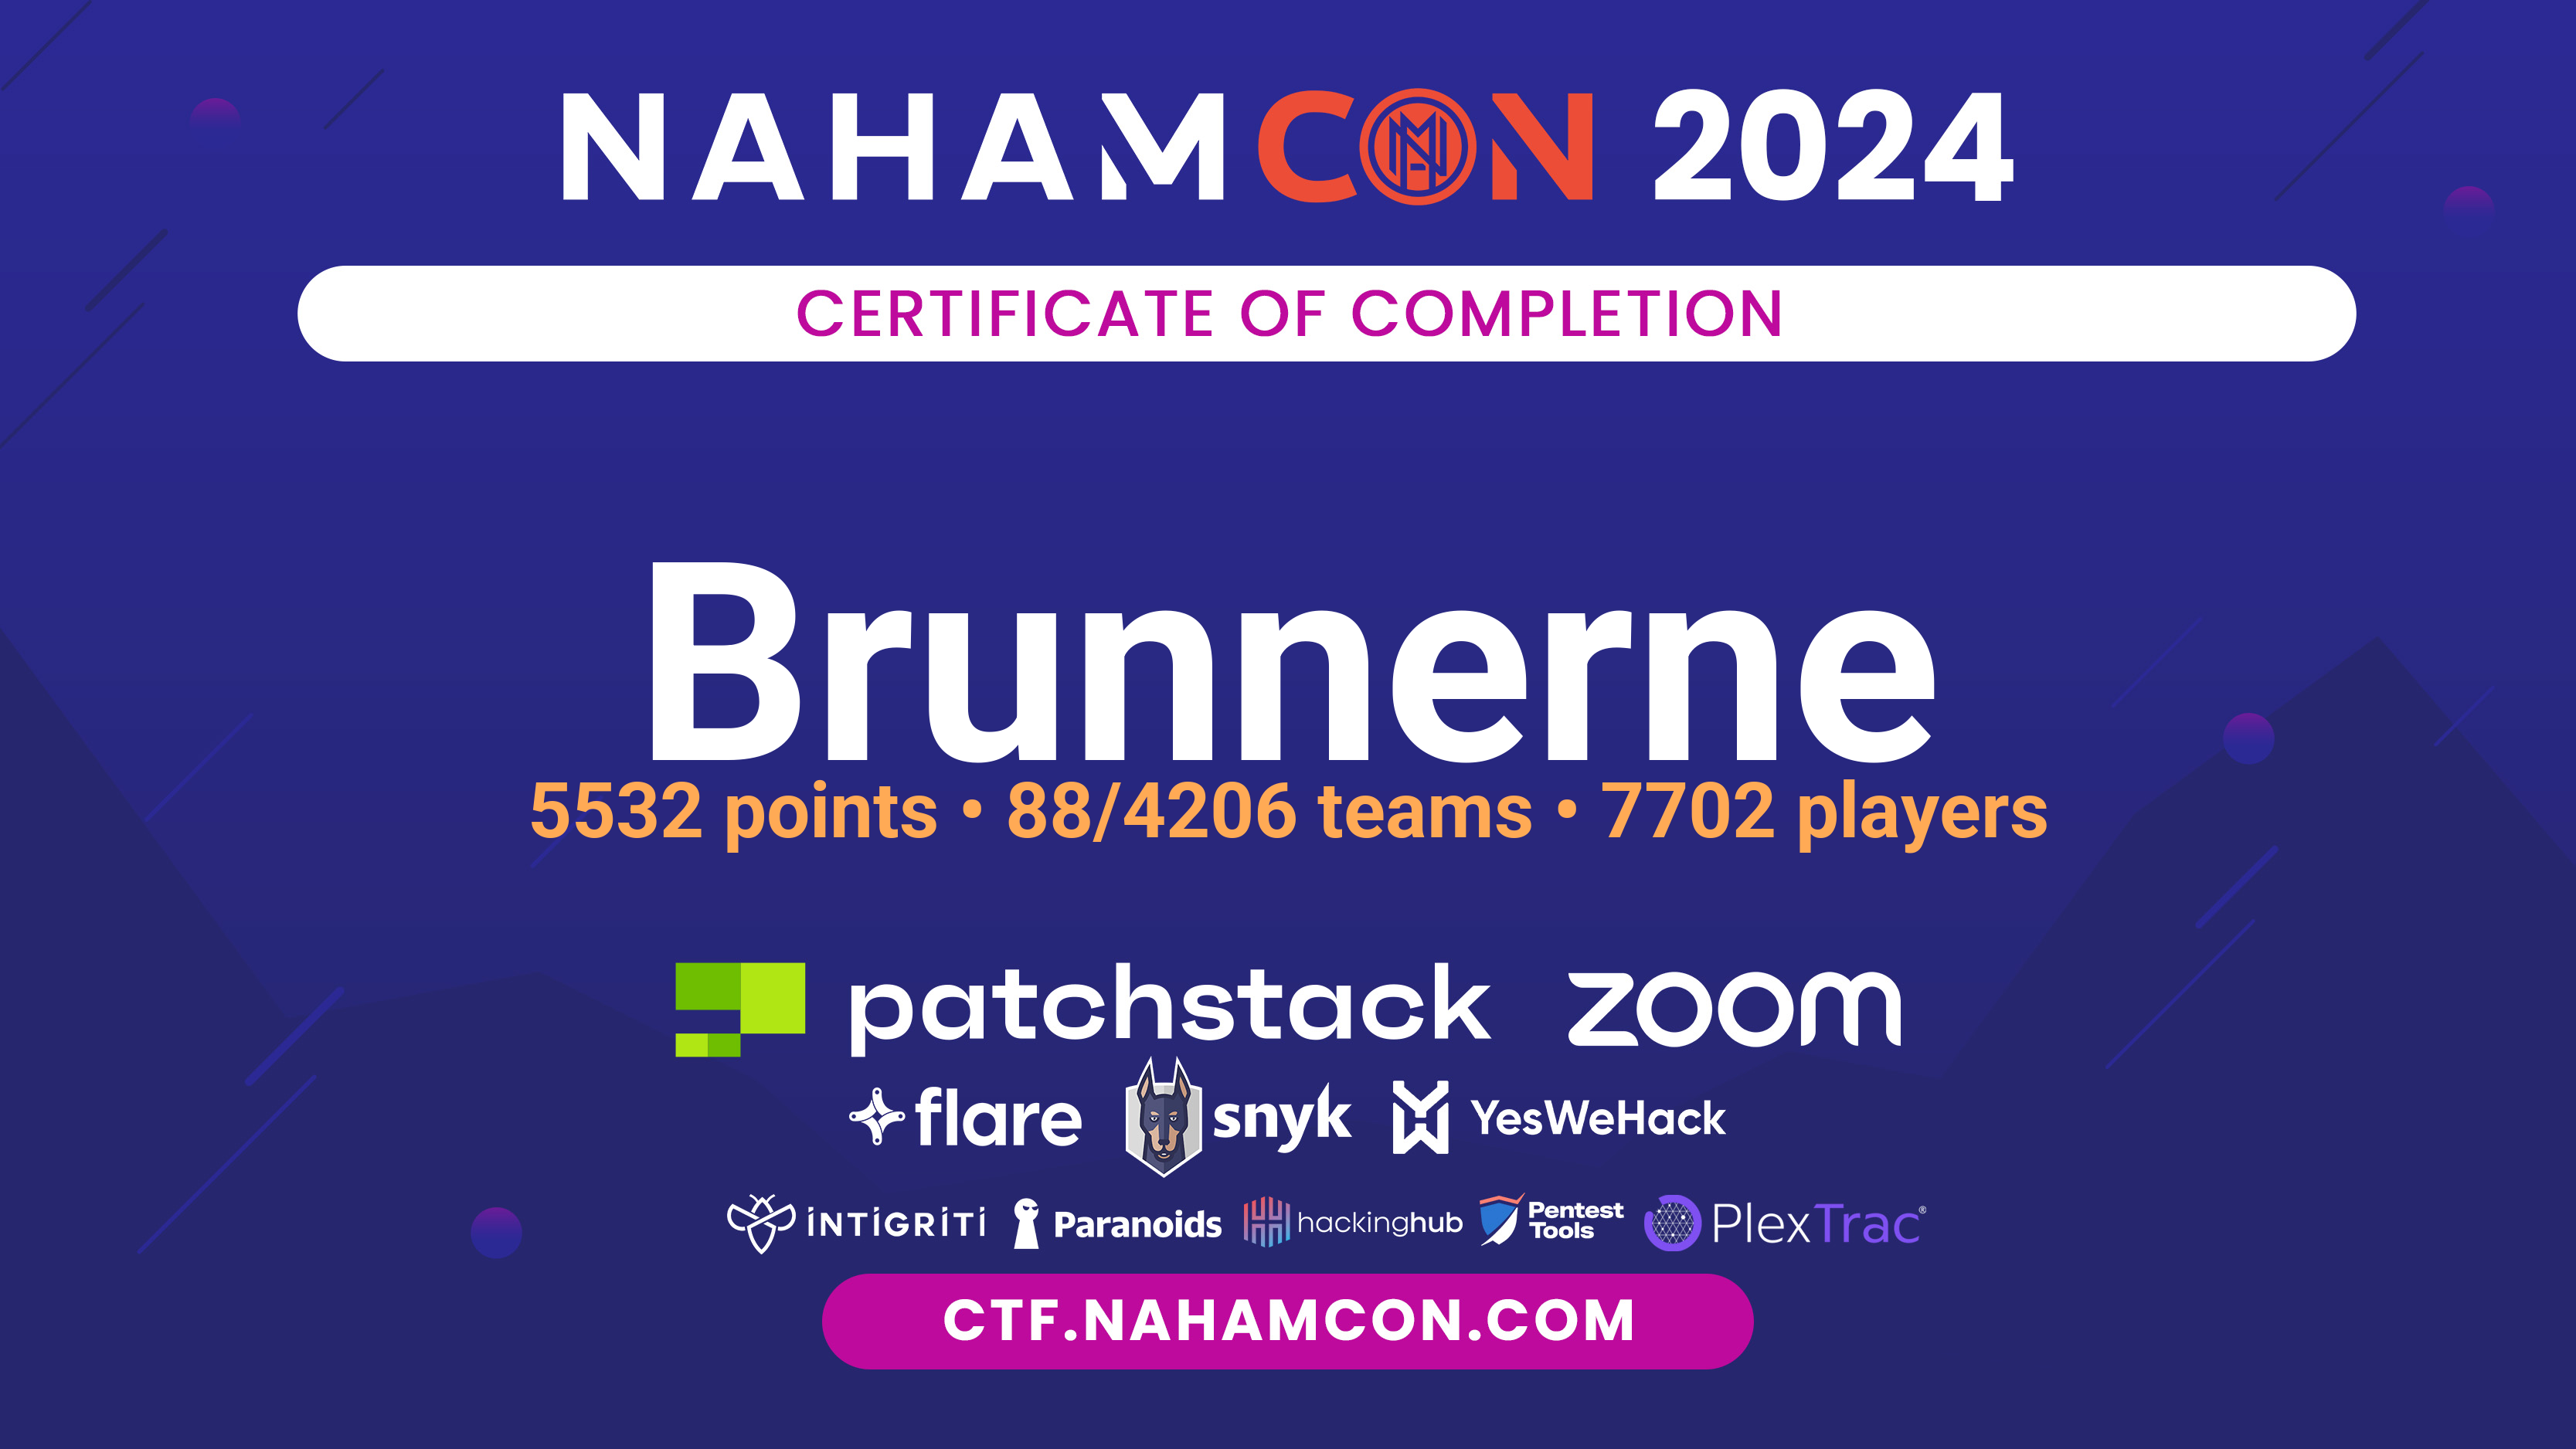 NAHAMCON 2024
CERTIFICATE OF COMPLETION
Brunnerne
5532 points • 88/4206 teams • 7702 players
patchstack zoom
flare snyk YesWeHack
INTIGRITI Paranoids hackinghub Pentest Tools PlexTrac®
CTF.NAHAMCON.COM